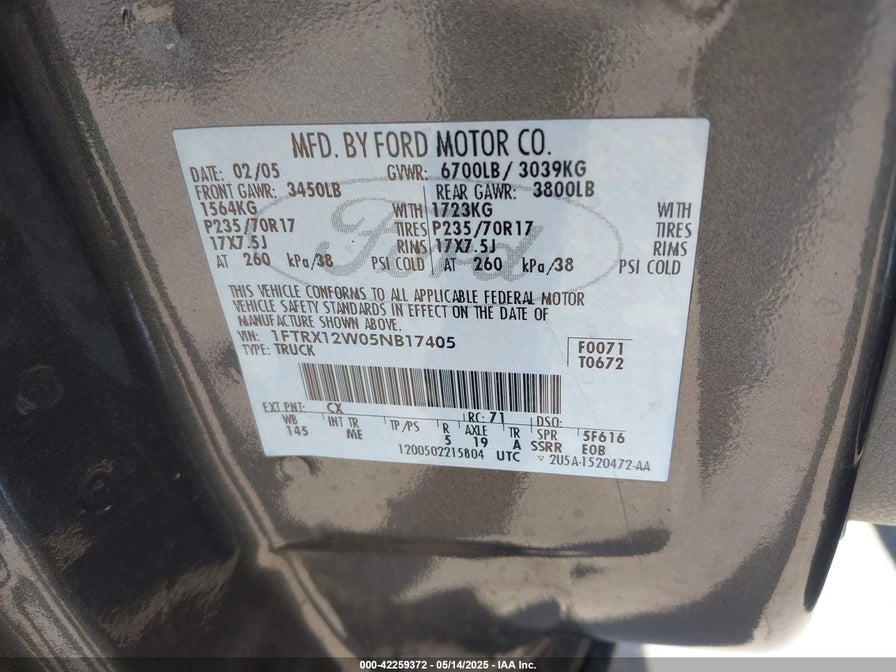 MFD. BY FORD MOTOR CO.
DATE: 02/05 GVWR: 6700LB/ 3039KG
FRONT GAWR: 3450LB REAR GAWR: 3800LB
1564KG WITH 1723KG WITH
P235/70R17 TIRES P235/70R17 TIRES
17X7.5J RIMS 17X7.5J RIMS
AT 260 kPa/38 PSI COLD AT 260 kPa/38 PSI COLD
Ford
THIS VEHICLE CONFORMS TO ALL APPLICABLE FEDERAL MOTOR
VEHICLE SAFETY STANDARDS IN EFFECT ON THE DATE OF
MANUFACTURE SHOWN ABOVE.
VIN: 1FTRX12W05NB17405
TYPE: TRUCK
F0071
T0672
EXT PNT: CX RC: 71 DSO:
WB INT TR TP/PS R AXLE TR SPR 5F616
145 ME 5 19 A SSRR EOB
1200502215804 UTC ▽ 2U5A-1520472-AA
000-42259372 - 05/14/2025 - IAA Inc.